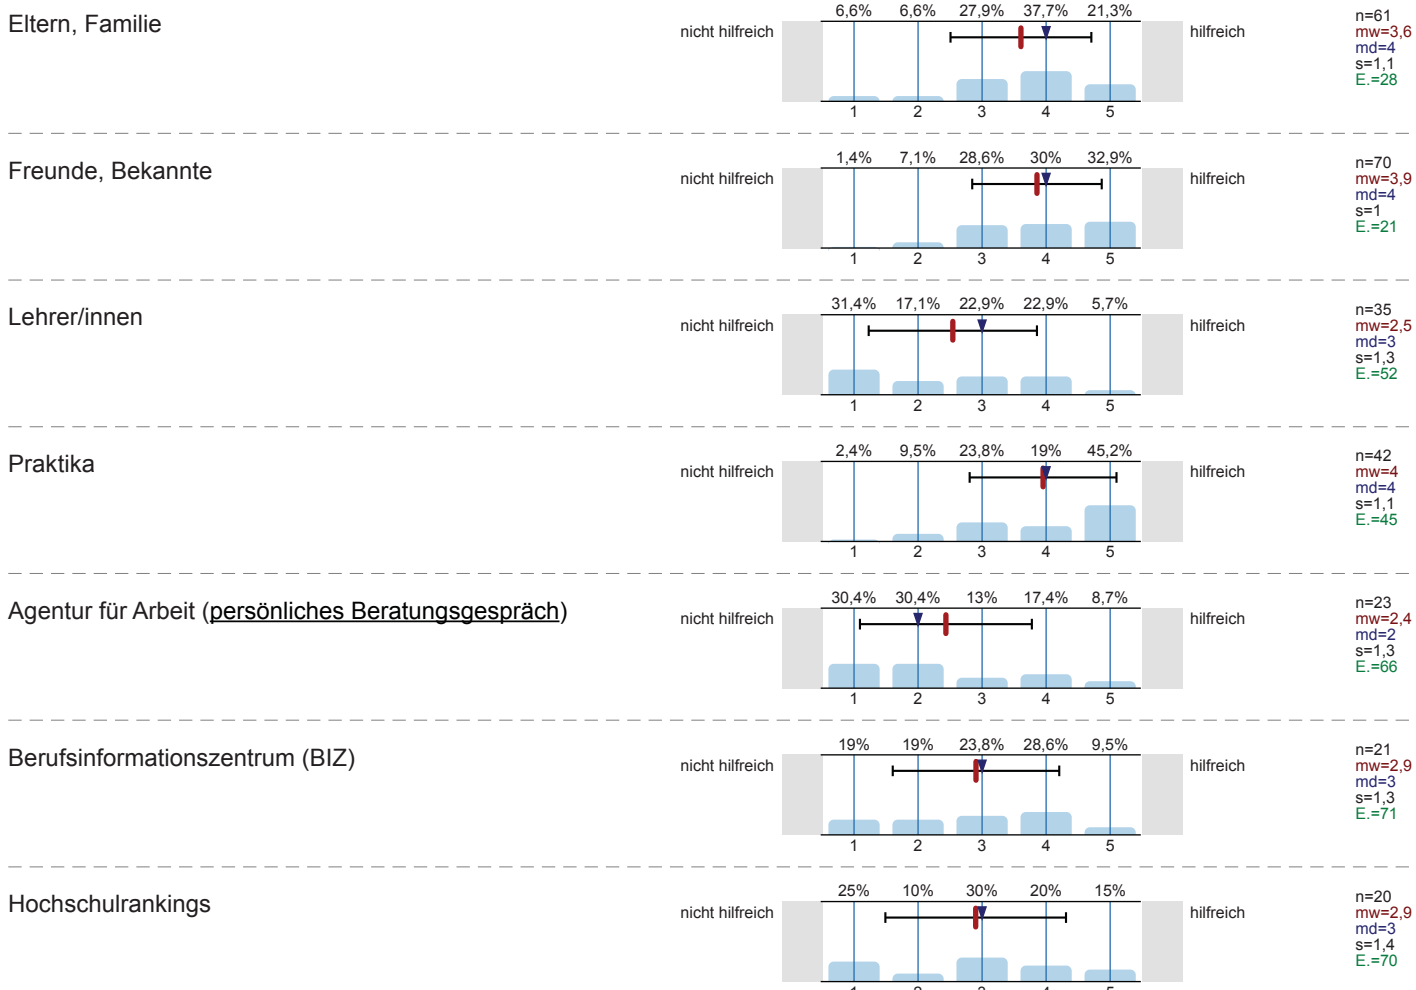 Eltern, Familie
nicht hilfreich
6,6% 6,6% 27,9% 37,7% 21,3%
hilfreich
1 2 3 4 5
n=61
mw=3,6
md=4
s=1,1
E.=28
Freunde, Bekannte
nicht hilfreich
1,4% 7,1% 28,6% 30% 32,9%
hilfreich
1 2 3 4 5
n=70
mw=3,9
md=4
s=1
E.=21
Lehrer/innen
nicht hilfreich
31,4% 17,1% 22,9% 22,9% 5,7%
hilfreich
1 2 3 4 5
n=35
mw=2,5
md=3
s=1,3
E.=52
Praktika
nicht hilfreich
2,4% 9,5% 23,8% 19% 45,2%
hilfreich
1 2 3 4 5
n=42
mw=4
md=4
s=1,1
E.=45
Agentur für Arbeit (persönliches Beratungsgespräch)
nicht hilfreich
30,4% 30,4% 13% 17,4% 8,7%
hilfreich
1 2 3 4 5
n=23
mw=2,4
md=2
s=1,3
E.=66
Berufsinformationszentrum (BIZ)
nicht hilfreich
19% 19% 23,8% 28,6% 9,5%
hilfreich
1 2 3 4 5
n=21
mw=2,9
md=3
s=1,3
E.=71
Hochschulrankings
nicht hilfreich
25% 10% 30% 20% 15%
hilfreich
1 2 3 4 5
n=20
mw=2,9
md=3
s=1,4
E.=70